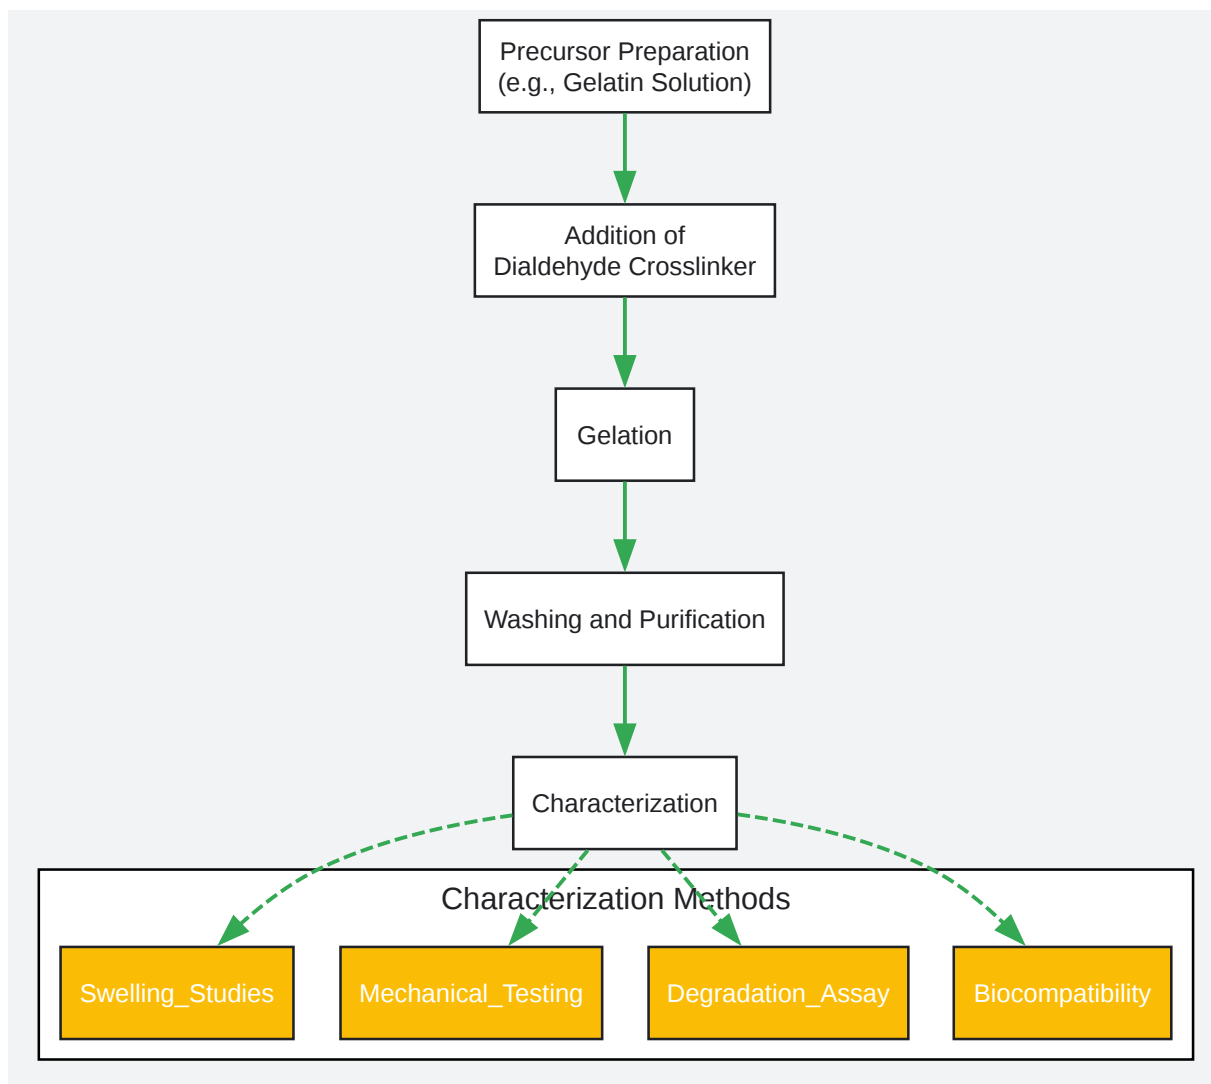 Precursor Preparation
(e.g., Gelatin Solution)
Addition of
Dialdehyde Crosslinker
Gelation
Washing and Purification
Characterization
Characterization Methods
Swelling_Studies
Mechanical_Testing
Degradation_Assay
Biocompatibility